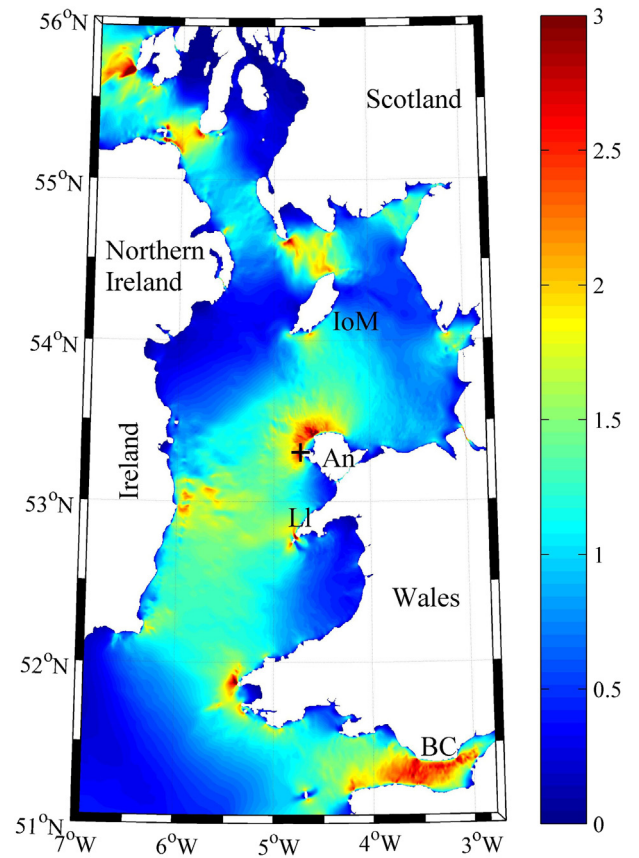 56°N
3
Scotland
2.5
55°N
Northern
Ireland
2
IoM
54°N
1.5
Ireland
An
53°N
Ll
1
Wales
52°N
0.5
BC
51°N
0
7°W
6°W
5°W
4°W
3°W